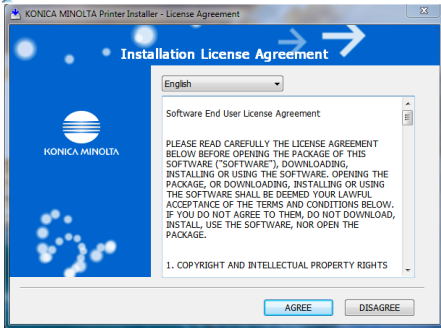 KONICA MINOLTA Printer Installer - License Agreement
Installation License Agreement
English
KONICA MINOLTA
Software End User License Agreement
PLEASE READ CAREFULLY THE LICENSE AGREEMENT
BELOW BEFORE OPENING THE PACKAGE OF THIS
SOFTWARE ("SOFTWARE"), DOWNLOADING,
INSTALLING OR USING THE SOFTWARE. OPENING THE
PACKAGE, OR DOWNLOADING, INSTALLING OR USING
THE SOFTWARE SHALL BE DEEMED YOUR LAWFUL
ACCEPTANCE OF THE TERMS AND CONDITIONS BELOW.
IF YOU DO NOT AGREE TO THEM, DO NOT DOWNLOAD,
INSTALL, USE THE SOFTWARE, NOR OPEN THE
PACKAGE.
1. COPYRIGHT AND INTELLECTUAL PROPERTY RIGHTS
AGREE
DISAGREE